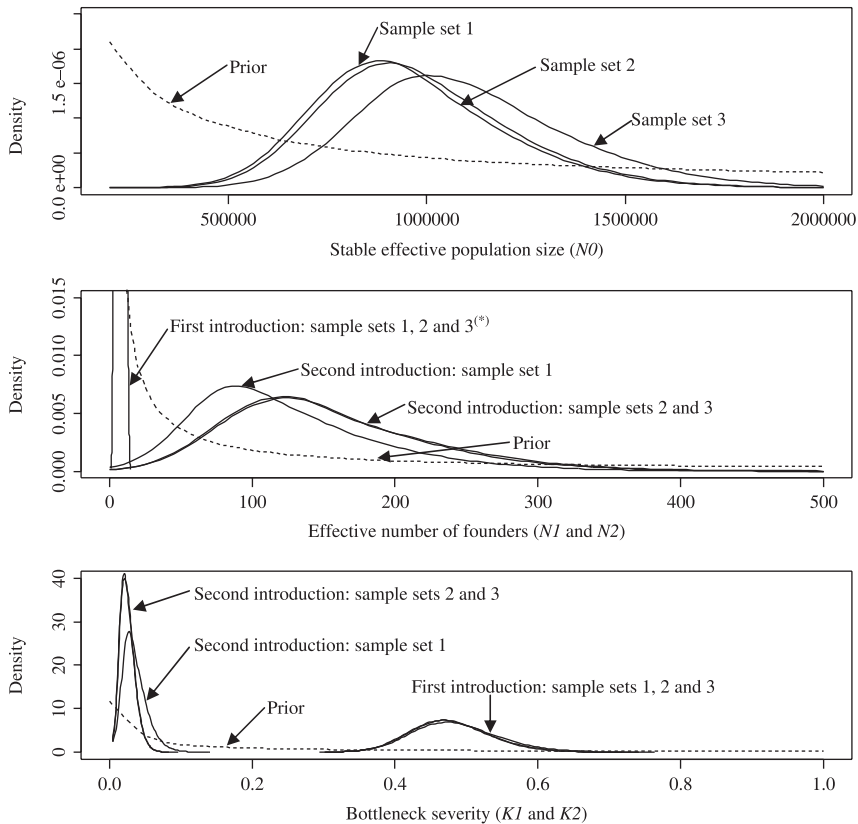 Sample set 1
Prior
Sample set 2
Sample set 3
Density
0.0 e+00
1.5 e–06
500000
1000000
1500000
2000000
Stable effective population size (N0)
First introduction: sample sets 1, 2 and 3(*)
Second introduction: sample set 1
Second introduction: sample sets 2 and 3
Prior
Density
0.000
0.005
0.010
0.015
0
100
200
300
400
500
Effective number of founders (N1 and N2)
Second introduction: sample sets 2 and 3
Second introduction: sample set 1
First introduction: sample sets 1, 2 and 3
Prior
Density
0
10
20
30
40
0.0
0.2
0.4
0.6
0.8
1.0
Bottleneck severity (K1 and K2)